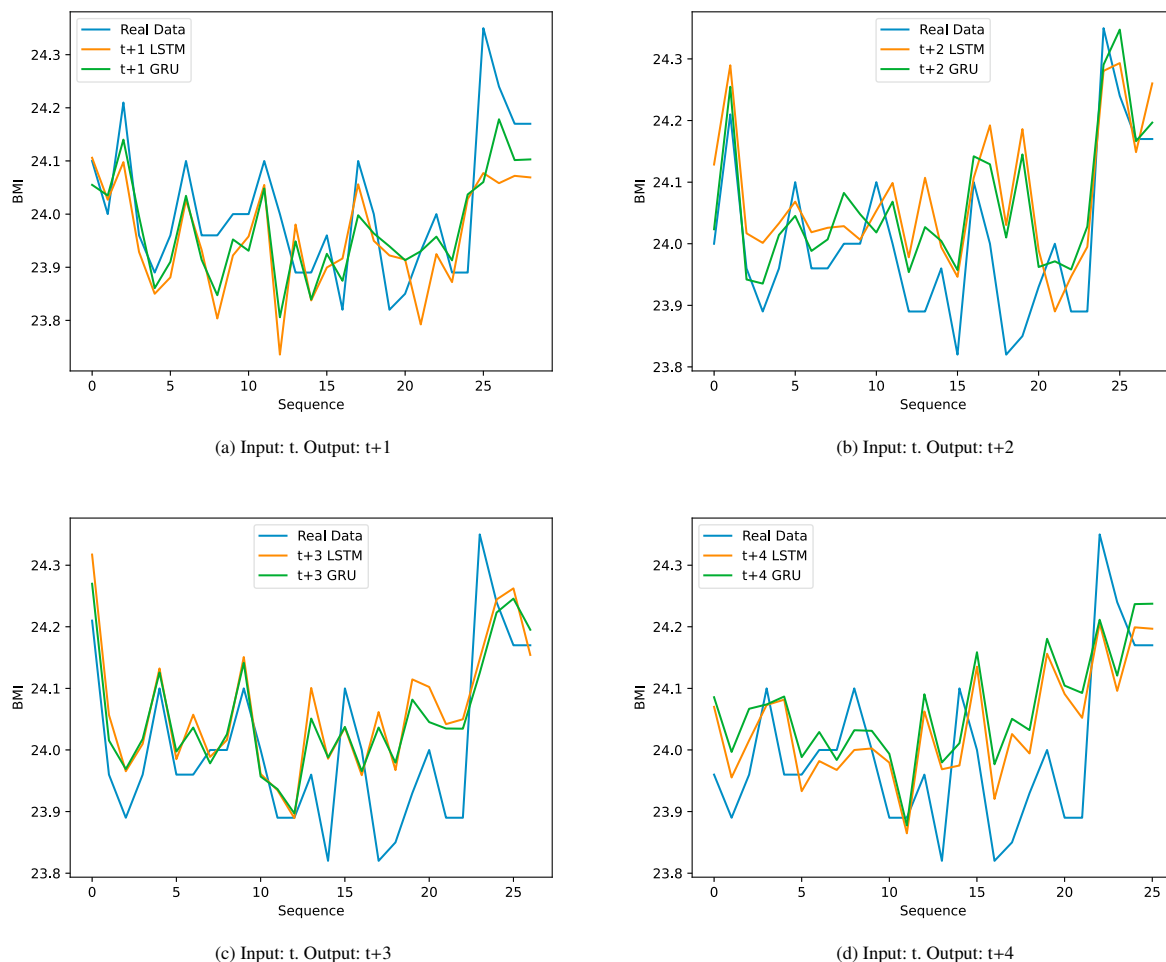 Real Data
t+1 LSTM
t+1 GRU
24.3
24.2
24.1
24.0
23.9
23.8
BMI
0 5 10 15 20 25
Sequence
(a) Input: t. Output: t+1
Real Data
t+2 LSTM
t+2 GRU
24.3
24.2
24.1
24.0
23.9
23.8
BMI
0 5 10 15 20 25
Sequence
(b) Input: t. Output: t+2
Real Data
t+3 LSTM
t+3 GRU
24.3
24.2
24.1
24.0
23.9
23.8
BMI
0 5 10 15 20 25
Sequence
(c) Input: t. Output: t+3
Real Data
t+4 LSTM
t+4 GRU
24.3
24.2
24.1
24.0
23.9
23.8
BMI
0 5 10 15 20 25
Sequence
(d) Input: t. Output: t+4